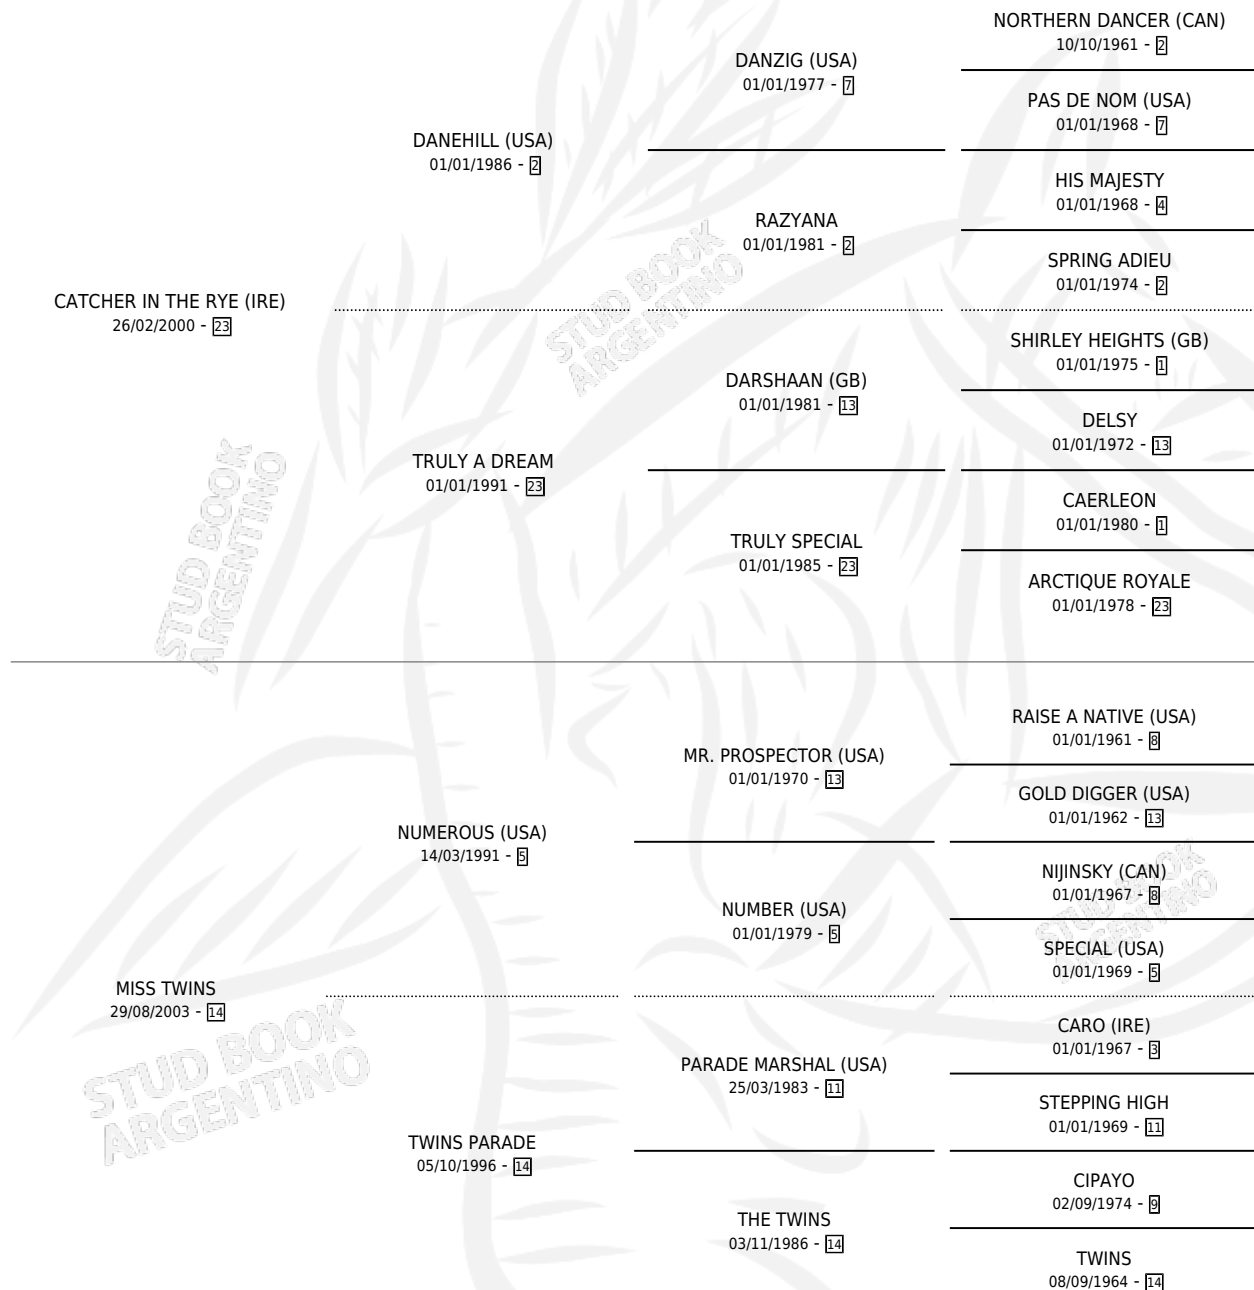 NORTHERN DANCER (CAN)
10/10/1961 - 2
DANZIG (USA)
01/01/1977 - 7
PAS DE NOM (USA)
01/01/1968 - 7
DANEHILL (USA)
01/01/1986 - 2
HIS MAJESTY
01/01/1968 - 4
RAZYANA
01/01/1981 - 2
SPRING ADIEU
01/01/1974 - 2
CATCHER IN THE RYE (IRE)
26/02/2000 - 23
STUD BOOK
ARGENTINO
SHIRLEY HEIGHTS (GB)
01/01/1975 - 1
DARSHAAN (GB)
01/01/1981 - 13
DELSY
01/01/1972 - 13
TRULY A DREAM
01/01/1991 - 23
CAERLEON
01/01/1980 - 1
TRULY SPECIAL
01/01/1985 - 23
ARCTIQUE ROYALE
01/01/1978 - 23
STUD BOOK
ARGENTINO
RAISE A NATIVE (USA)
01/01/1961 - 8
MR. PROSPECTOR (USA)
01/01/1970 - 13
GOLD DIGGER (USA)
01/01/1962 - 13
NUMEROUS (USA)
14/03/1991 - 5
NIJINSKY (CAN)
01/01/1967 - 8
NUMBER (USA)
01/01/1979 - 5
STUD BOOK
ARGENTINO
SPECIAL (USA)
01/01/1969 - 5
MISS TWINS
29/08/2003 - 14
STUD BOOK
ARGENTINO
CARO (IRE)
01/01/1967 - 3
PARADE MARSHAL (USA)
25/03/1983 - 11
STEPPING HIGH
01/01/1969 - 11
TWINS PARADE
05/10/1996 - 14
CIPAYO
02/09/1974 - 9
THE TWINS
03/11/1986 - 14
TWINS
08/09/1964 - 14